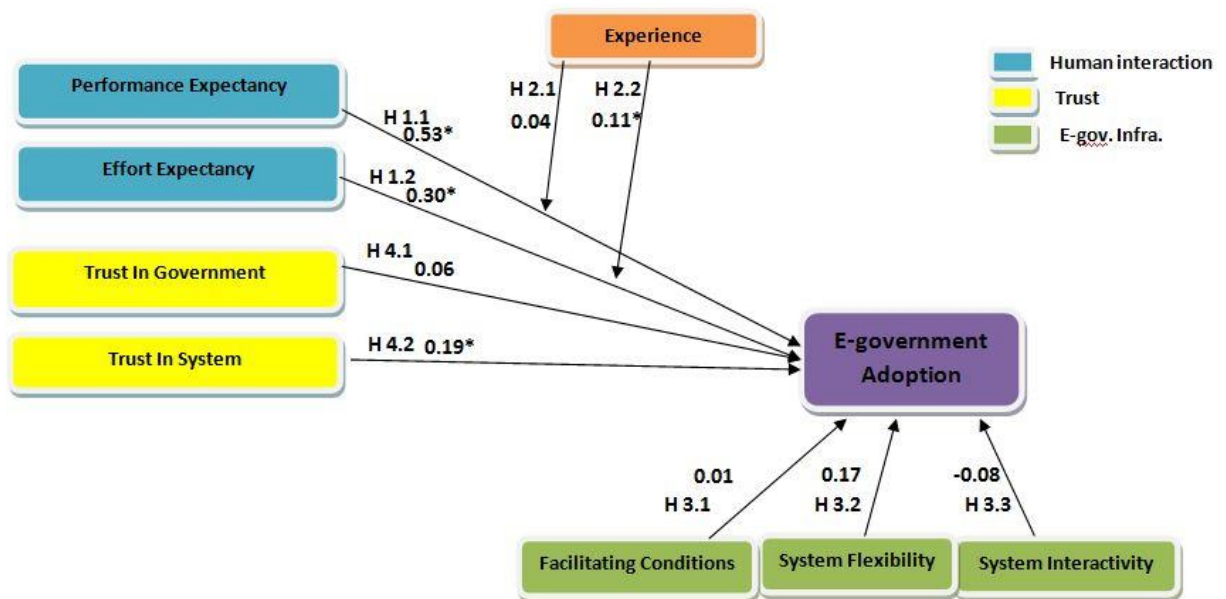 Experience
Human interaction
Trust
E-gov. Infra.
Performance Expectancy
H 1.1
0.53*
H 2.1
0.04
H 2.2
0.11*
Effort Expectancy
H 1.2
0.30*
Trust In Government
H 4.1
0.06
Trust In System
H 4.2 0.19*
E-government
Adoption
0.01
H 3.1
0.17
H 3.2
-0.08
H 3.3
Facilitating Conditions
System Flexibility
System Interactivity